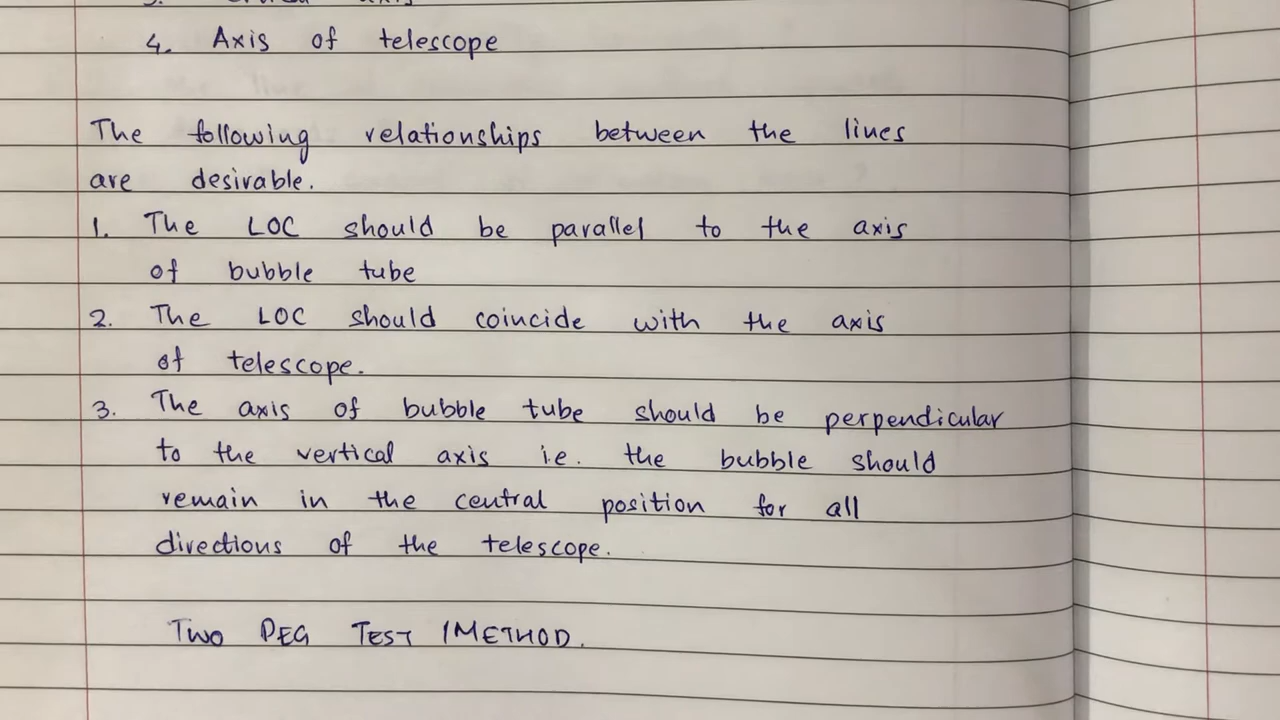 4. Axis of telescope
The following relationships between the lines
are desirable.
1. The LOC should be parallel to the axis
of bubble tube
2. The LOC should coincide with the axis
of telescope.
3. The axis of bubble tube should be perpendicular
to the vertical axis i.e. the bubble should
remain in the central position for all
directions of the telescope.
TWO PEG TEST /METHOD.